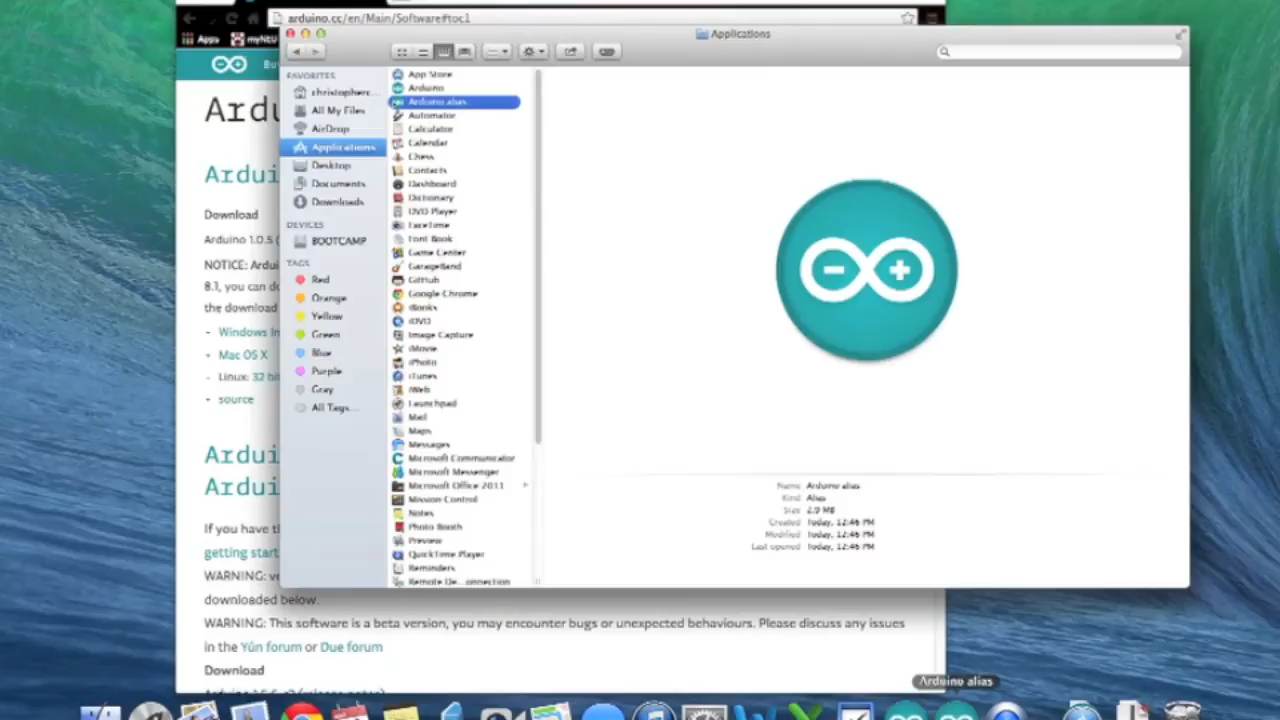 arduino.cc/en/Main/Software#toc1
Apps
Applications
FAVORITES
christophers...
All My Files
AirDrop
Applications
Desktop
Documents
Downloads
DEVICES
BOOTCAMP
TAGS
Red
Orange
Yellow
Green
Blue
Purple
Gray
All Tags...
App Store
Arduino
Arduino alias
Automator
Calculator
Calendar
Chess
Contacts
Dashboard
Dictionary
DVD Player
FaceTime
Font Book
Game Center
GarageBand
GitHub
Google Chrome
iBooks
iDVD
Image Capture
iMovie
iPhoto
iTunes
iWeb
Launchpad
Mail
Maps
Messages
Microsoft Communicator
Microsoft Messenger
Microsoft Office 2011
Mission Control
Notes
Photo Booth
Preview
QuickTime Player
Reminders
Remote De...onnection
Name Arduino alias
Kind Alias
Size 2.9 MB
Created Today, 12:46 PM
Modified Today, 12:46 PM
Last opened Today, 12:46 PM
Ardu
Ardui
Download
Arduino 1.0.5 (
NOTICE: Ardui
8.1, you can d
the download
- Windows In
- Mac OS X
- Linux: 32 bi
- source
Ardui
Ardui
If you have th
getting start
WARNING: ve
downloaded below.
WARNING: This software is a beta version, you may encounter bugs or unexpected behaviours. Please discuss any issues
in the Yún forum or Due forum
Download
Arduino alias